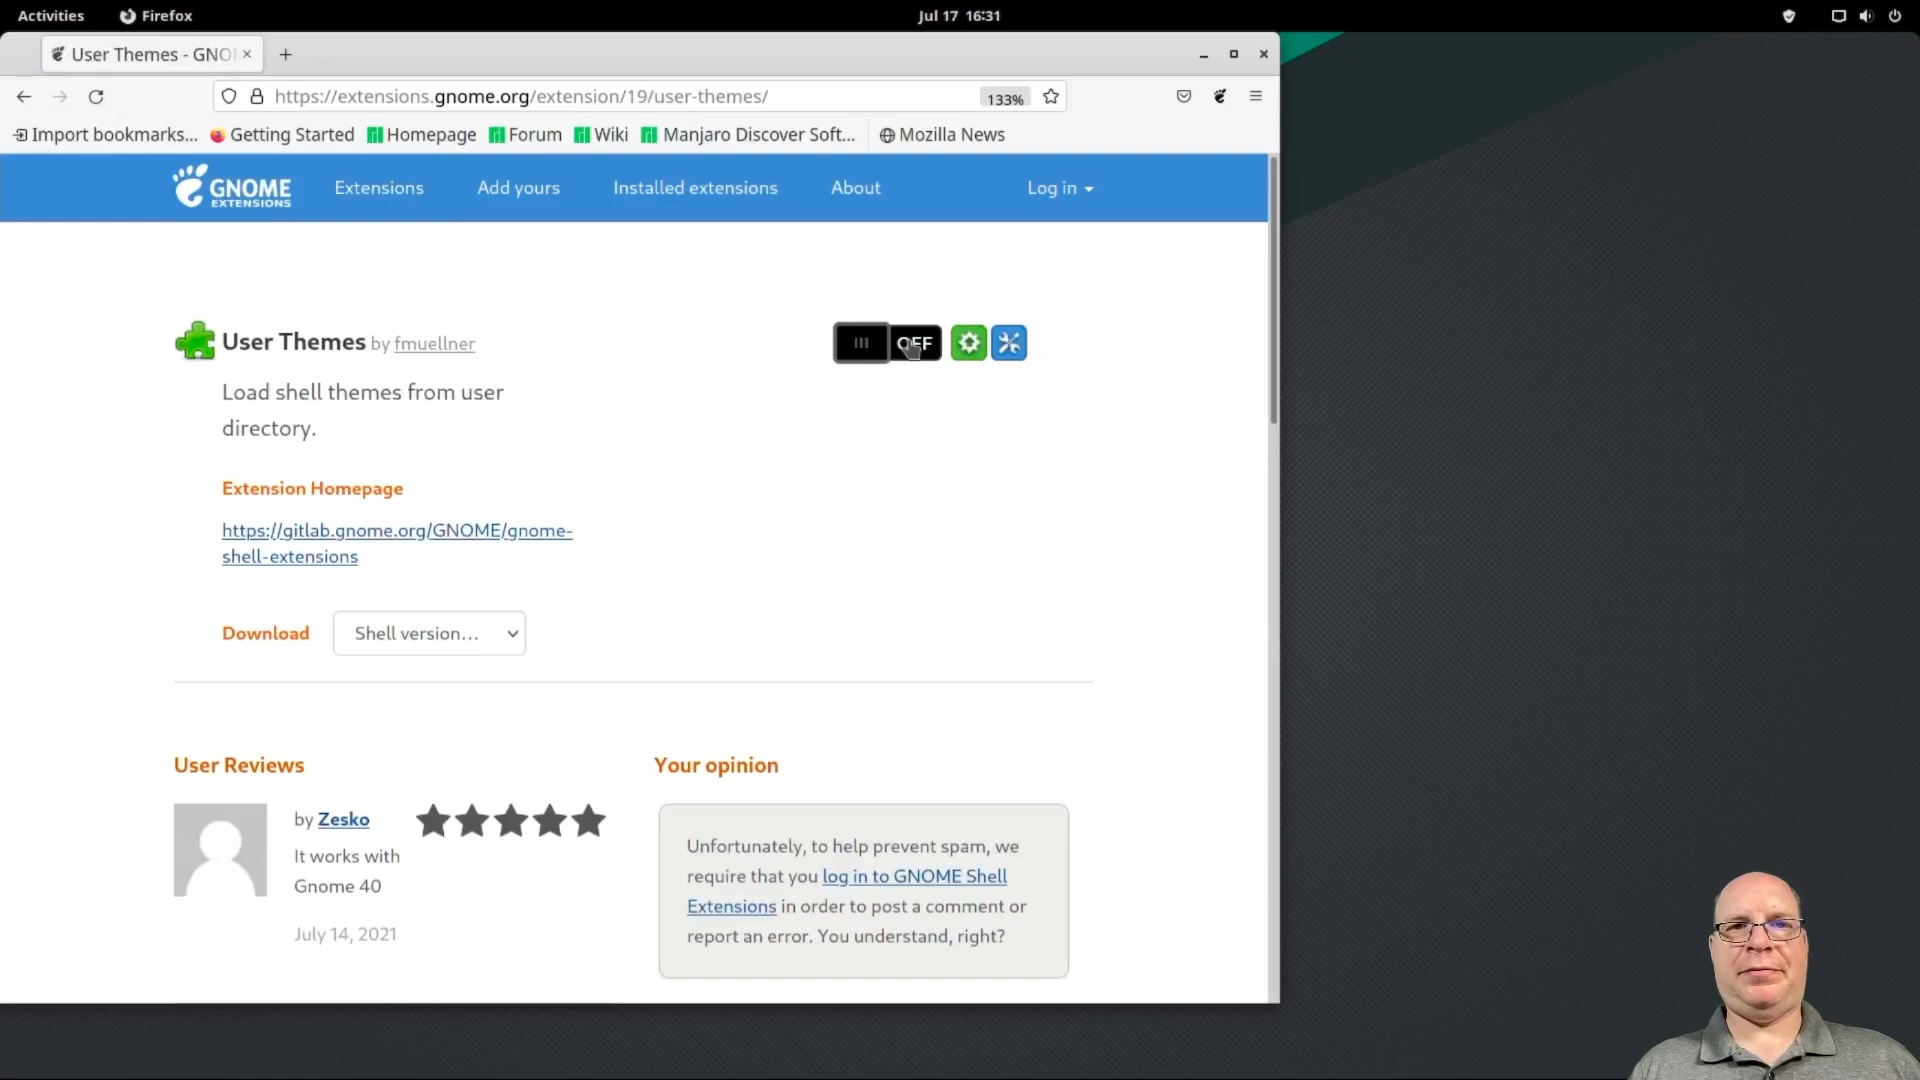 Activities Firefox Jul 17 16:31
User Themes - GNO
https://extensions.gnome.org/extension/19/user-themes/ 133%
Import bookmarks... Getting Started Homepage Forum Wiki Manjaro Discover Soft... Mozilla News
GNOME EXTENSIONS Extensions Add yours Installed extensions About Log in
User Themes by fmuellner OFF
Load shell themes from user
directory.
Extension Homepage
https://gitlab.gnome.org/GNOME/gnome-
shell-extensions
Download Shell version...
User Reviews
by Zesko
It works with
Gnome 40
July 14, 2021
Your opinion
Unfortunately, to help prevent spam, we
require that you log in to GNOME Shell
Extensions in order to post a comment or
report an error. You understand, right?